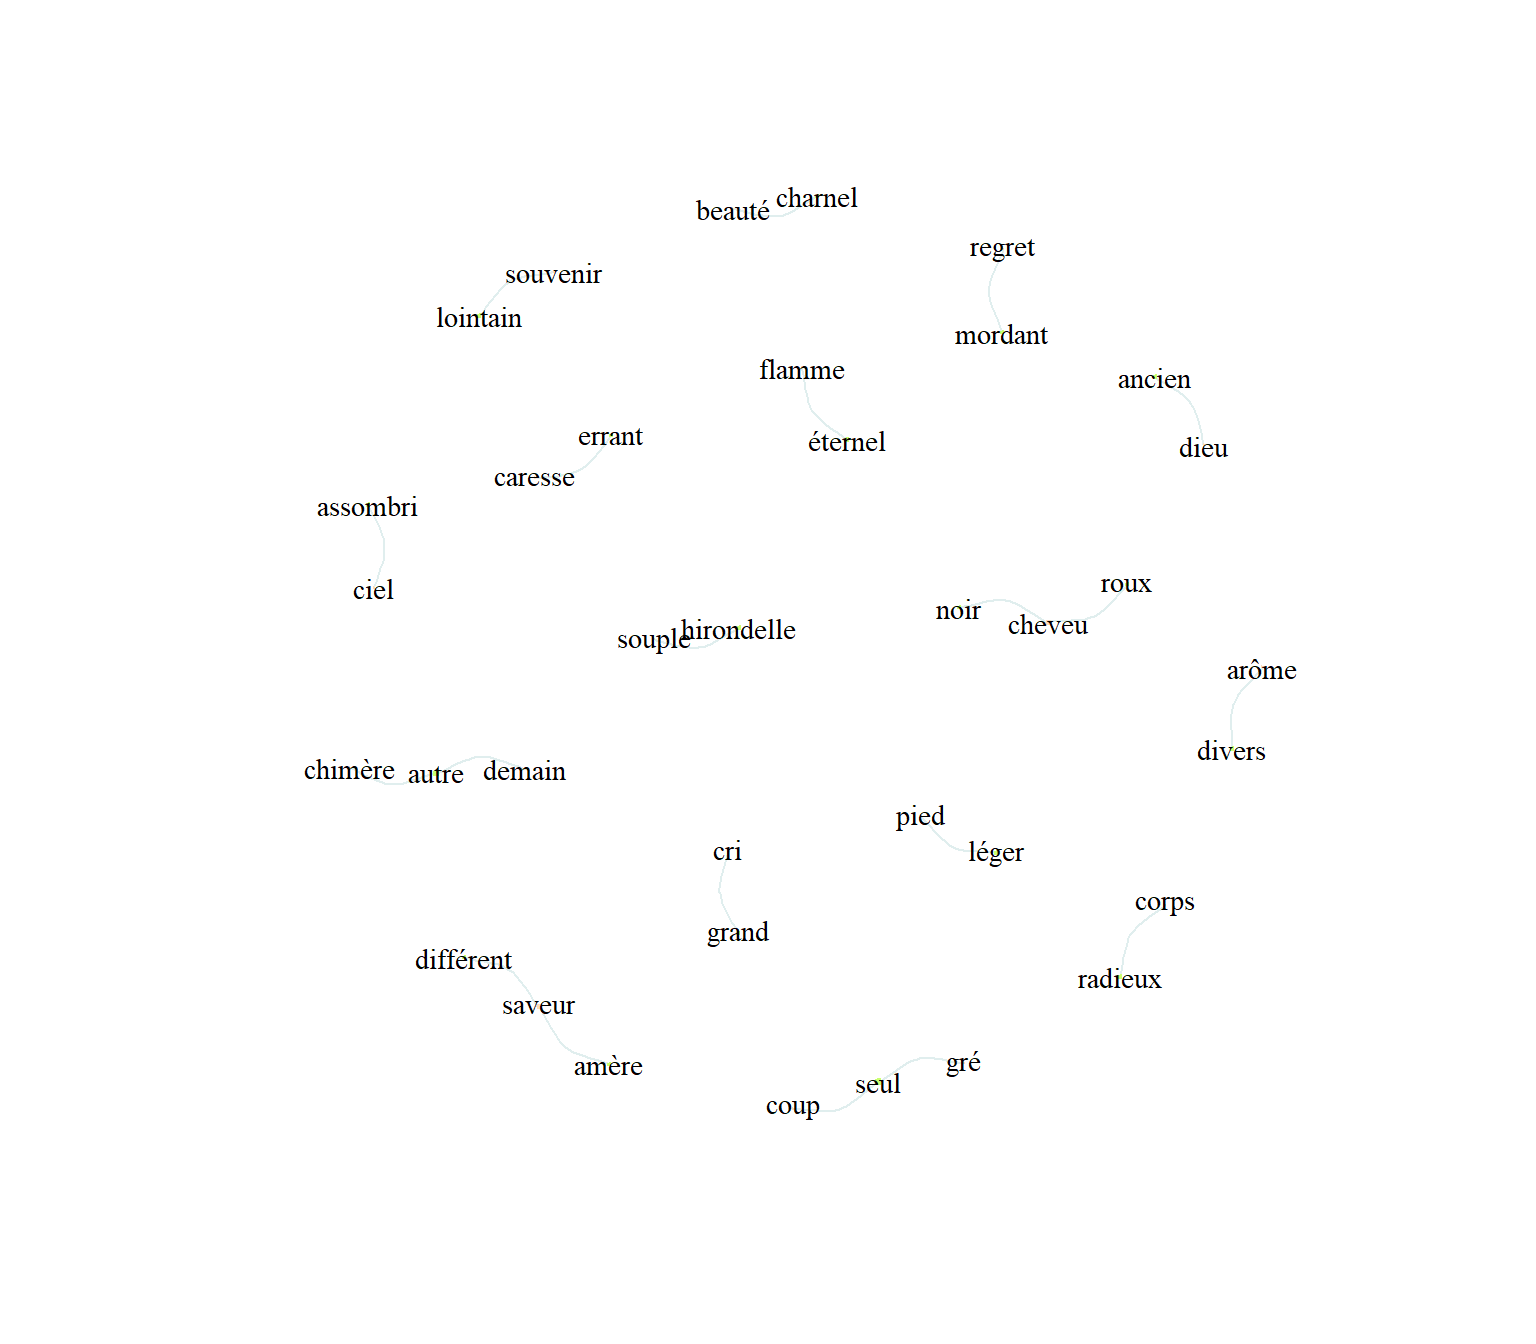 charnel
beauté
regret
souvenir
lointain
mordant
flamme
ancien
errant
éternel
dieu
caresse
assombri
ciel
roux
noir
cheveu
hirondelle
souple
arôme
divers
chimère autre demain
pied
cri
léger
corps
grand
différent
radieux
saveur
gré
amère
seul
coup